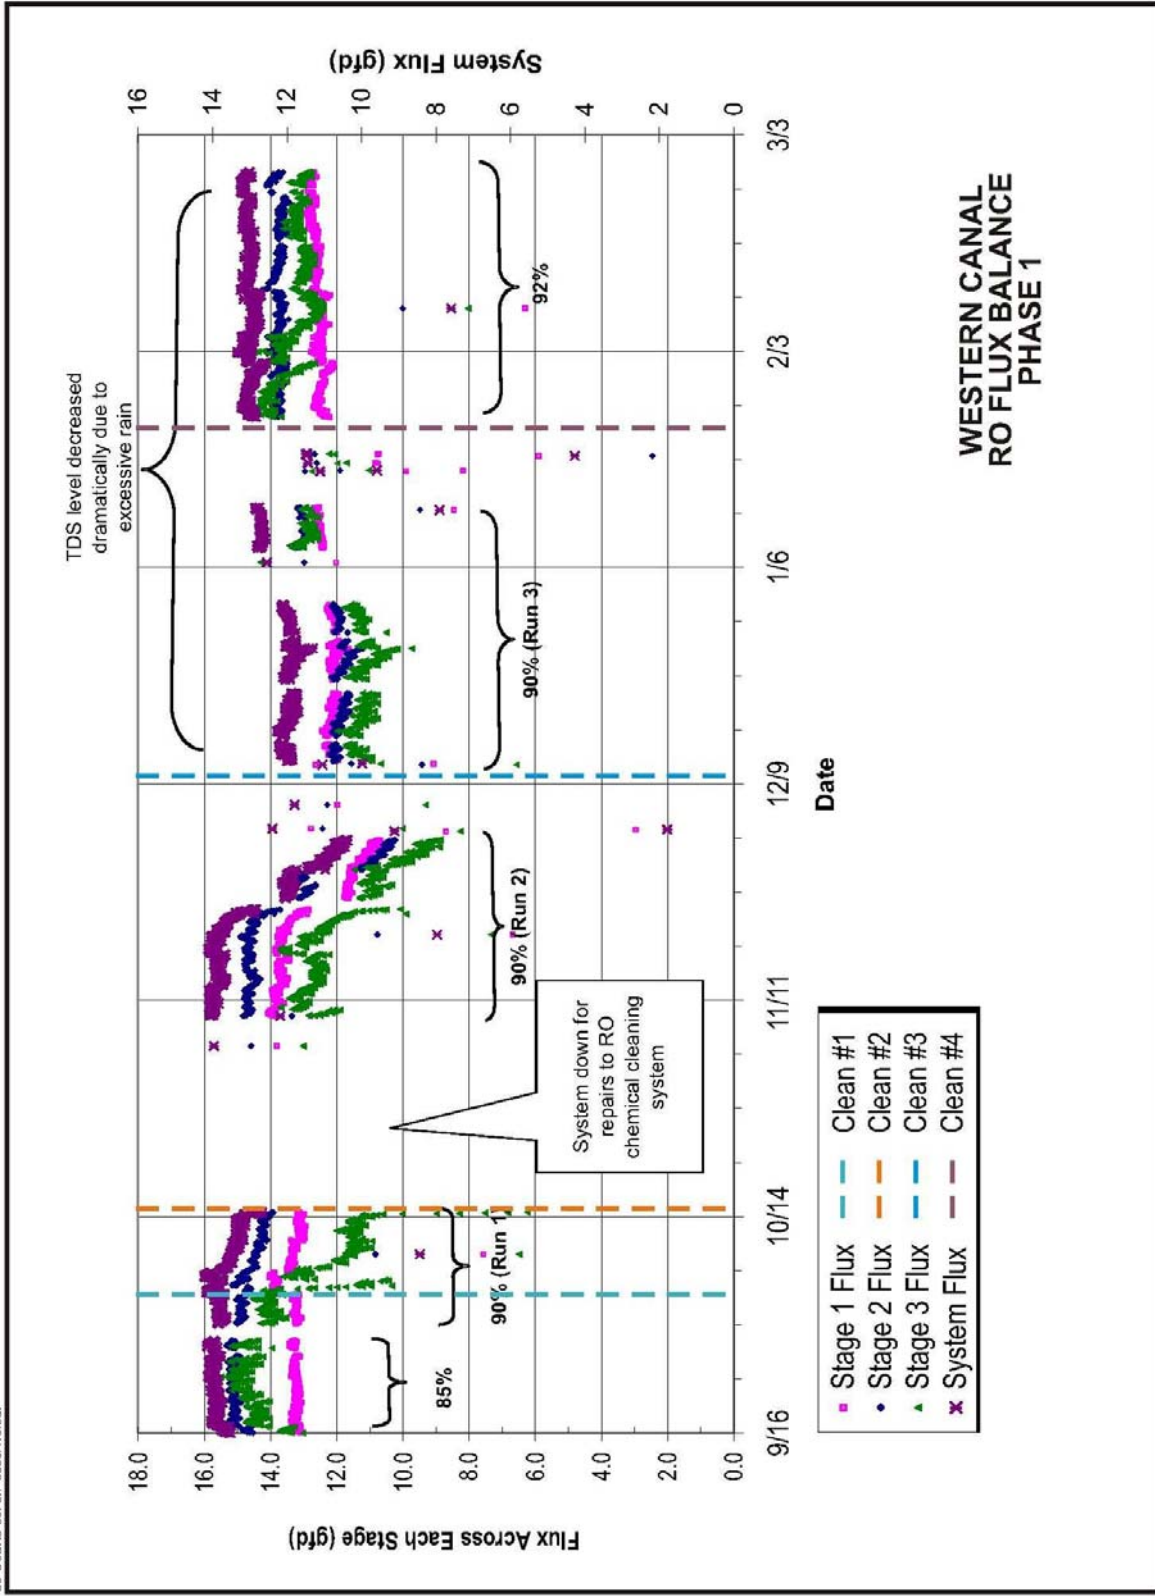 TDS level decreased
dramatically due to
excessive rain
Flux Across Each Stage (gfd)
18.0
16.0
14.0
12.0
10.0
8.0
6.0
4.0
2.0
0.0
System Flux (gfd)
16
14
12
10
8
6
4
2
0
85%
90% (Run 1)
90% (Run 2)
90% (Run 3)
92%
System down for
repairs to RO
chemical cleaning
system
9/16
10/14
11/11
12/9
1/6
2/3
3/3
Date
Stage 1 Flux
Stage 2 Flux
Stage 3 Flux
System Flux
Clean #1
Clean #2
Clean #3
Clean #4
WESTERN CANAL
RO FLUX BALANCE
PHASE 1